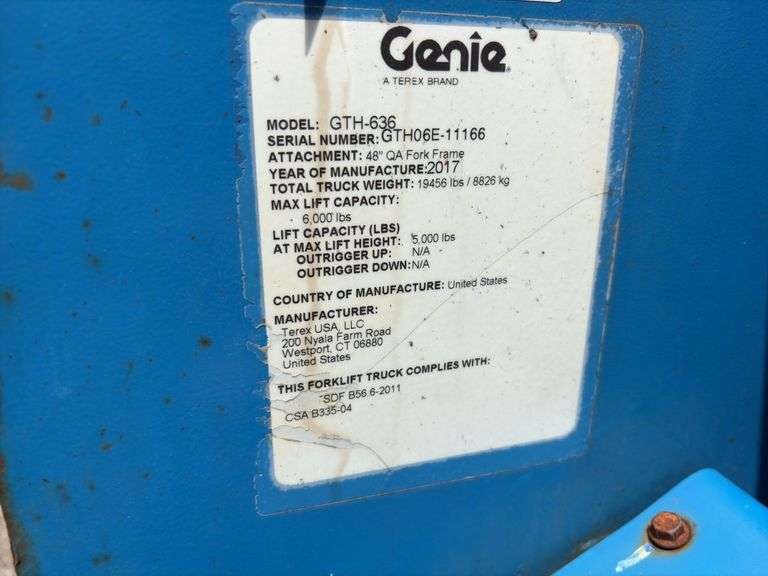 Genie
A TEREX BRAND
MODEL: GTH-636
SERIAL NUMBER: GTH06E-11166
ATTACHMENT: 48" QA Fork Frame
YEAR OF MANUFACTURE: 2017
TOTAL TRUCK WEIGHT: 19456 lbs / 8826 kg
MAX LIFT CAPACITY:
6,000 lbs
LIFT CAPACITY (LBS)
AT MAX LIFT HEIGHT: 5,000 lbs
OUTRIGGER UP: N/A
OUTRIGGER DOWN: N/A
COUNTRY OF MANUFACTURE: United States
MANUFACTURER:
Terex USA, LLC
200 Nyala Farm Road
Westport, CT 06880
United States
THIS FORKLIFT TRUCK COMPLIES WITH:
SDF B56.6-2011
CSA B335-04